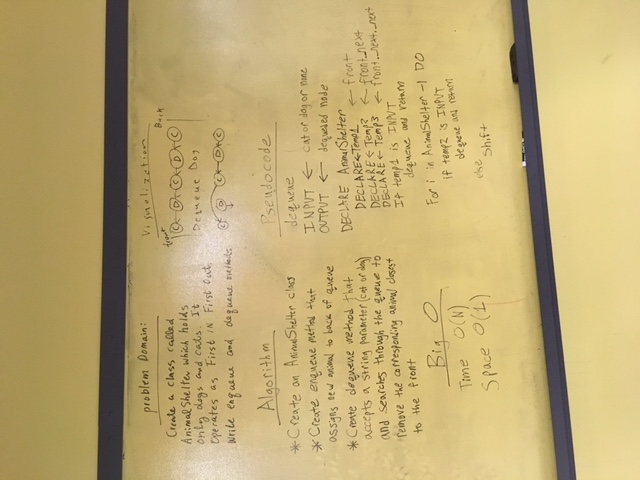 problem Domain:
Create a class called
AnimalShelter which holds
only dogs and cats. It
Operates as First IN First Out.
Write enqueue and dequeue methods
Visualization
front
Back
C D C D C
Dequeue Dog
C D C D C
Algorithm
* Create an AnimalShelter class
* Create enqueue method that
assigns new animal to back of queue
* Create dequeue method that
accepts a String parameter (cat or dog)
and searches through the queue to
remove the corresponding animal closest
to the front
Big O
Time O(N)
Space O(1)
Pseudocode
dequeue
INPUT ← cat or dog or none
OUTPUT ← dequeued node
DECLARE AnimalShelter
DECLARE ← Temp1 ← front
DECLARE ← Temp2 ← front.next
DECLARE ← Temp3 ← front.next.next
If temp1 is INPUT
dequeue and return
For i in AnimalShelter -1 DO
if temp2 is INPUT
dequeue and return
else
Shift